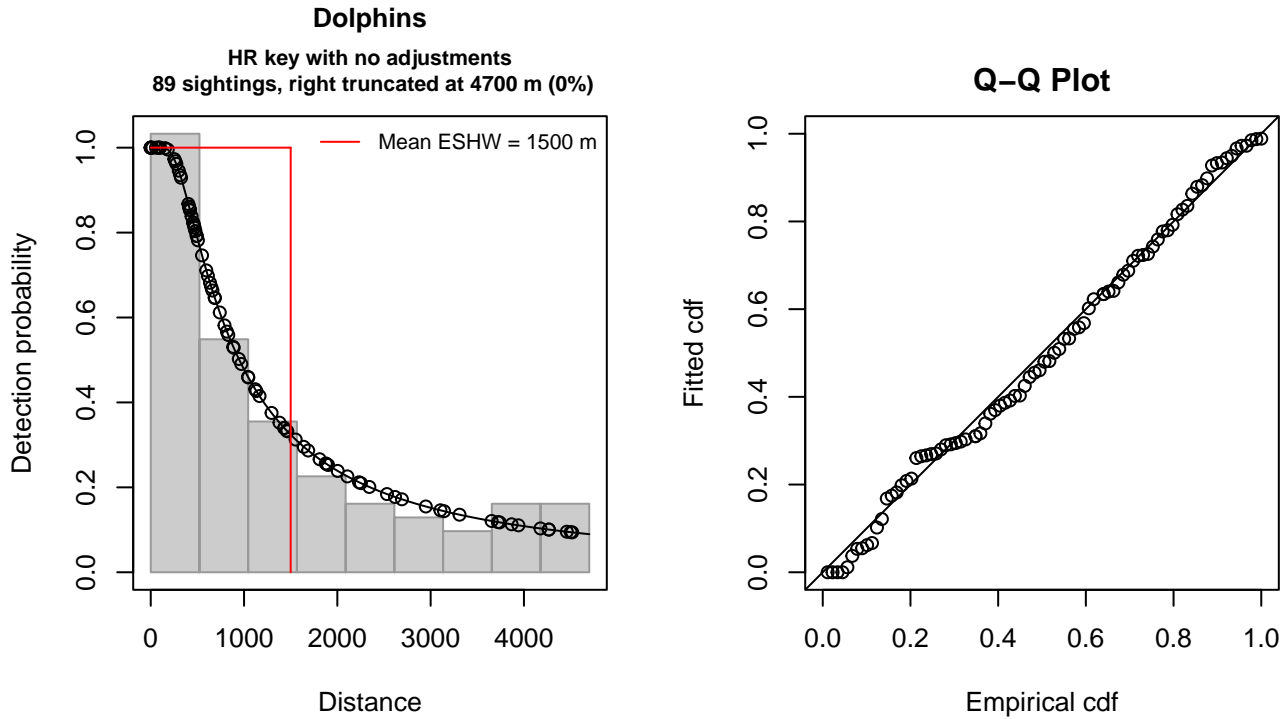 Dolphins
HR key with no adjustments
89 sightings, right truncated at 4700 m (0%)
Mean ESHW = 1500 m
Detection probability
0.0 0.2 0.4 0.6 0.8 1.0
0 1000 2000 3000 4000
Distance
Q−Q Plot
Fitted cdf
0.0 0.2 0.4 0.6 0.8 1.0
0.0 0.2 0.4 0.6 0.8 1.0
Empirical cdf